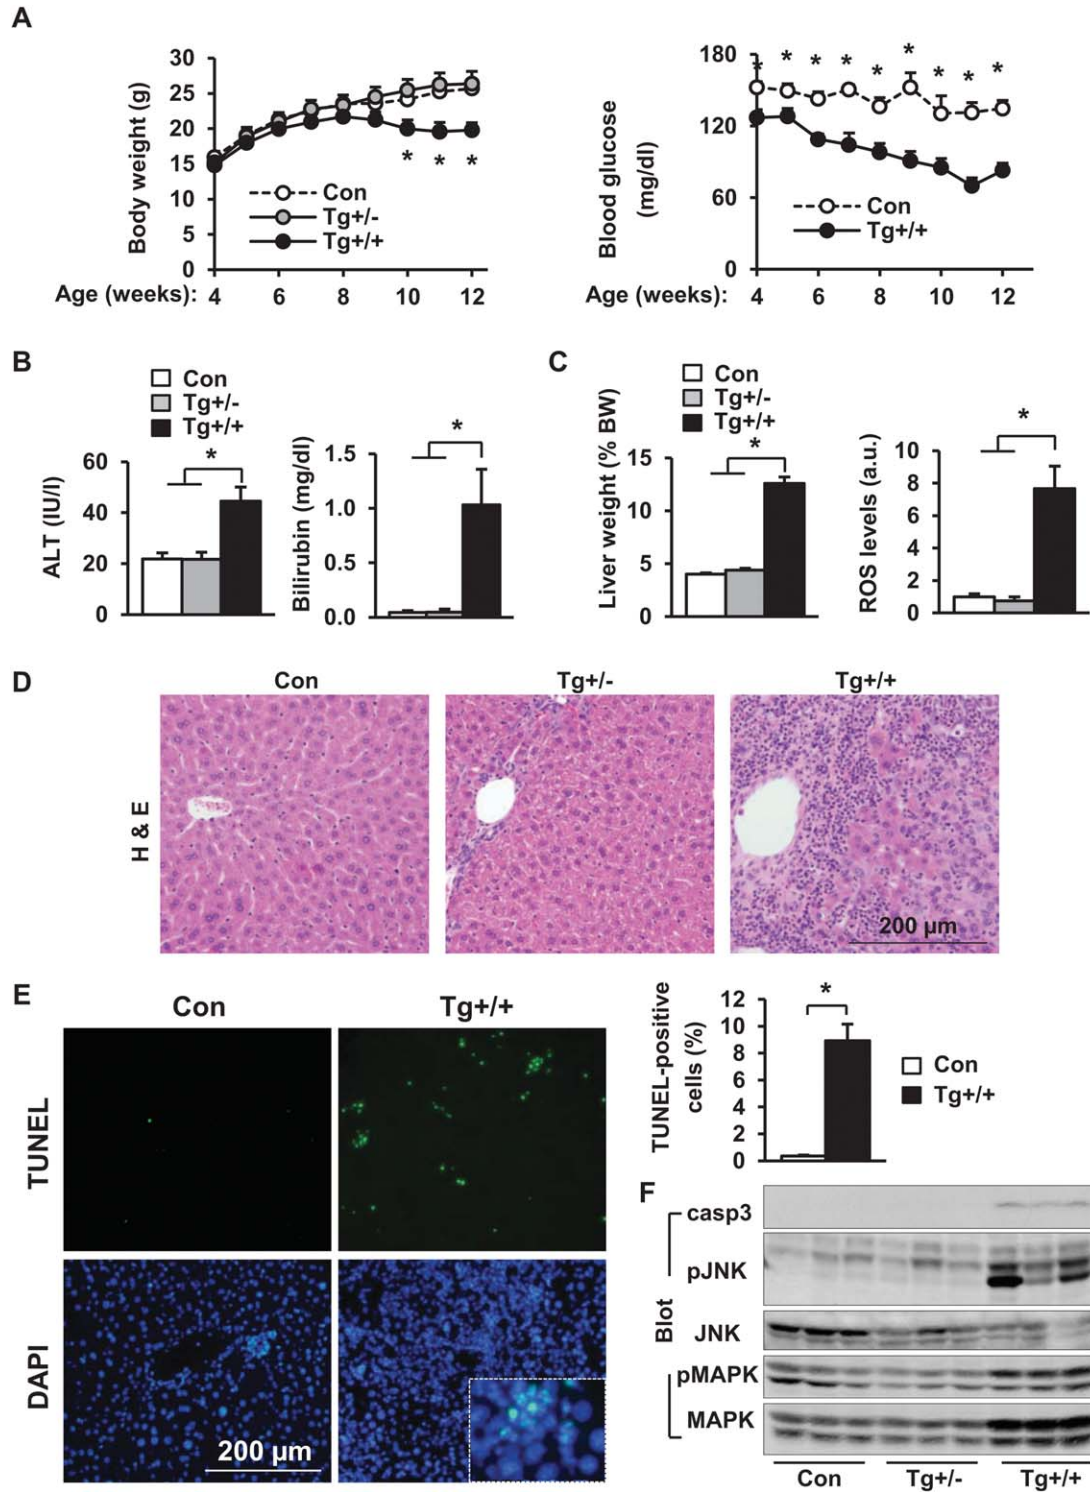 A
Body weight (g)
30
25
20
15
10
5
0
Con
Tg+/-
Tg+/+
* * *
Age (weeks): 4 6 8 10 12
Blood glucose
(mg/dl)
180
120
60
0
* * * * * * * * *
Con
Tg+/+
Age (weeks): 4 6 8 10 12
B
Con
Tg+/-
Tg+/+
ALT (IU/l)
60
40
20
0
*
Bilirubin (mg/dl)
1.5
1.0
0.5
0.0
*
C
Con
Tg+/-
Tg+/+
Liver weight (% BW)
15
10
5
0
*
ROS levels (a.u.)
10
8
6
4
2
0
*
D
Con Tg+/- Tg+/+
H & E
200 µm
E
Con Tg+/+
TUNEL
DAPI
200 µm
TUNEL-positive
cells (%)
12
10
8
6
4
2
0
*
Con
Tg+/+
F
Blot
casp3
pJNK
JNK
pMAPK
MAPK
Con Tg+/- Tg+/+